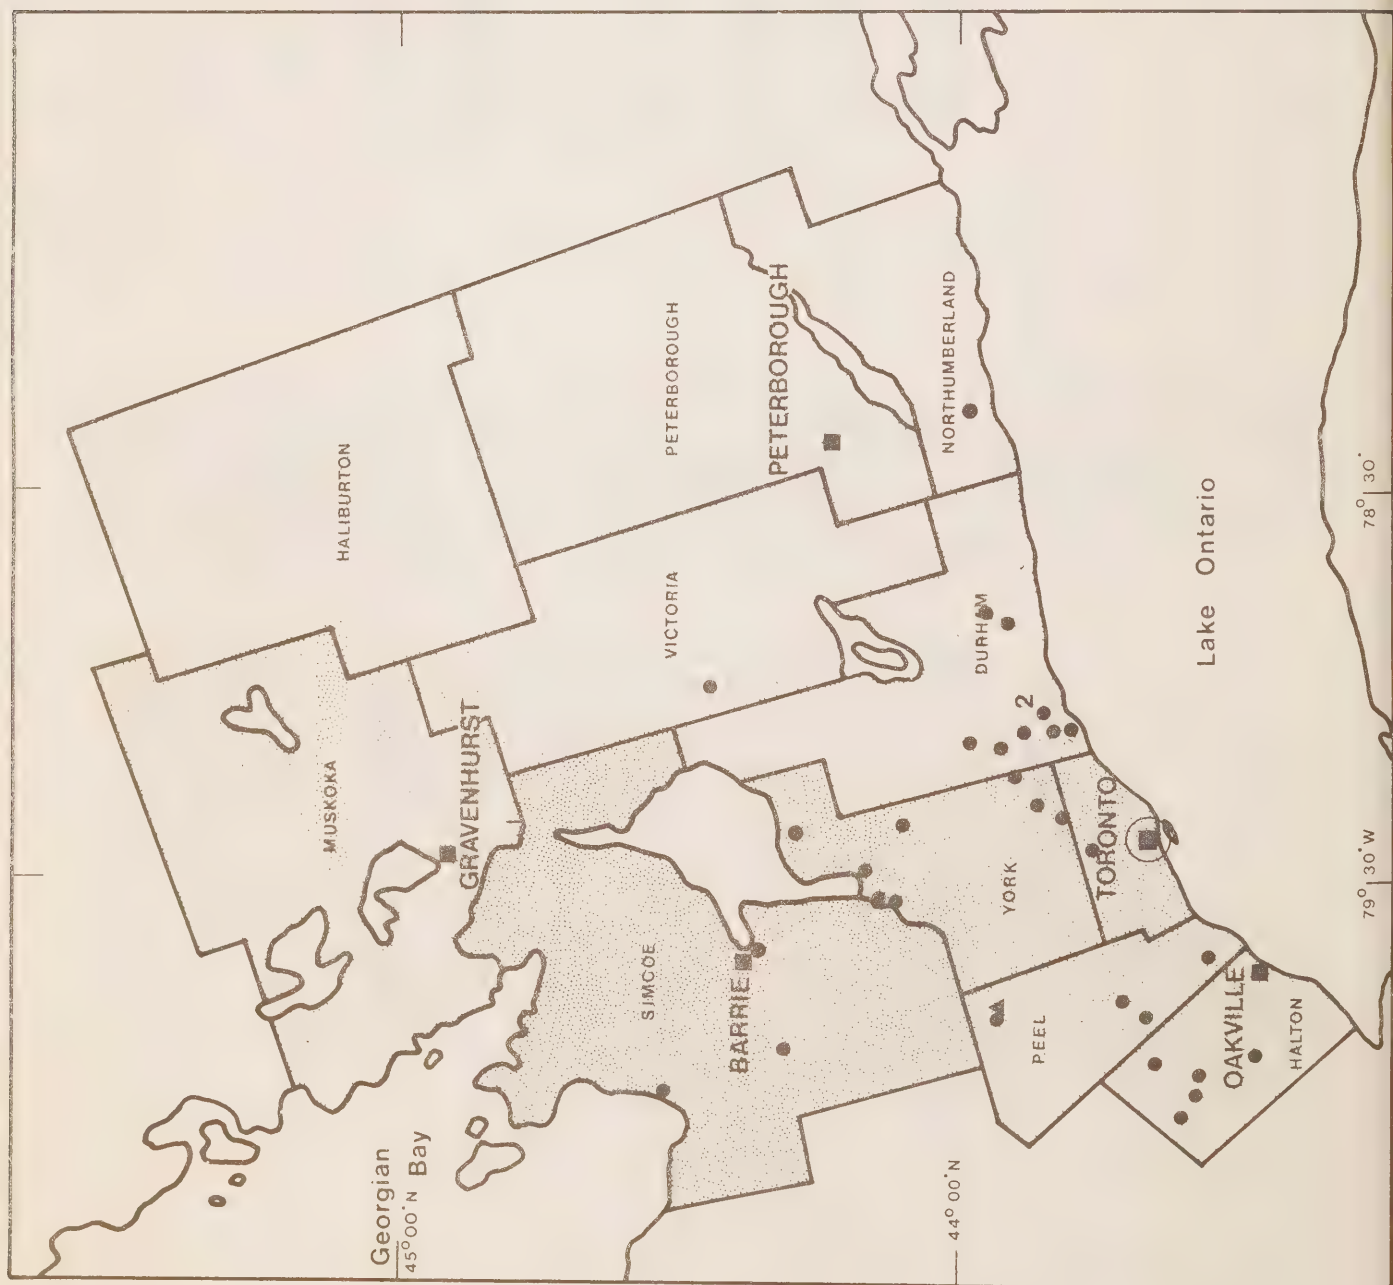 HALIBURTON
MUSKOKA
GRAVENHURST
PETERBOROUGH
PETERBOROUGH
VICTORIA
NORTHUMBERLAND
DURHAM
2
SIMCOE
BARRIE
YORK
TORONTO
PEEL
OAKVILLE
HALTON
Georgian
Bay
Lake Ontario
45°00'N
44°00'N
79° 30'W
78° 30'